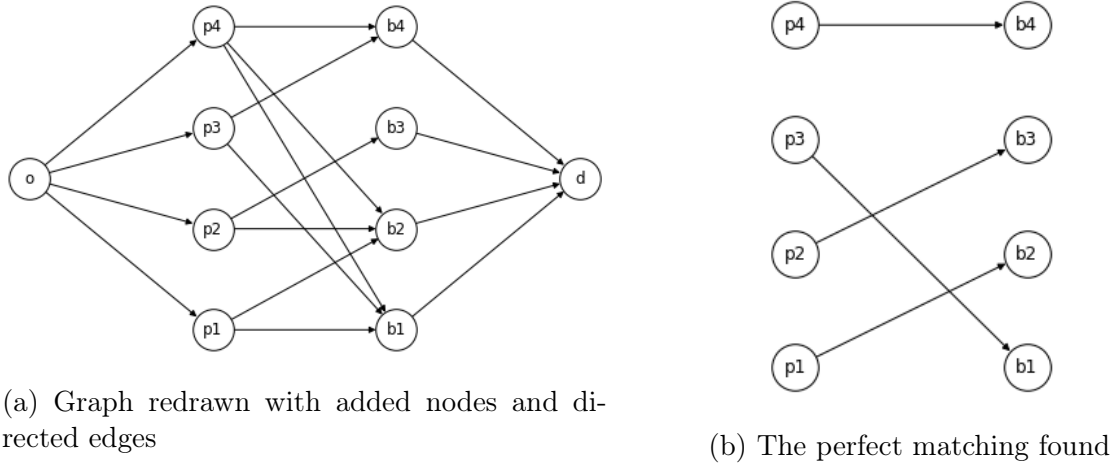 p4 b4
p3 b3
o d
p2 b2
p1 b1
(a) Graph redrawn with added nodes and di-
rected edges
p4 b4
p3 b3
p2 b2
p1 b1
(b) The perfect matching found